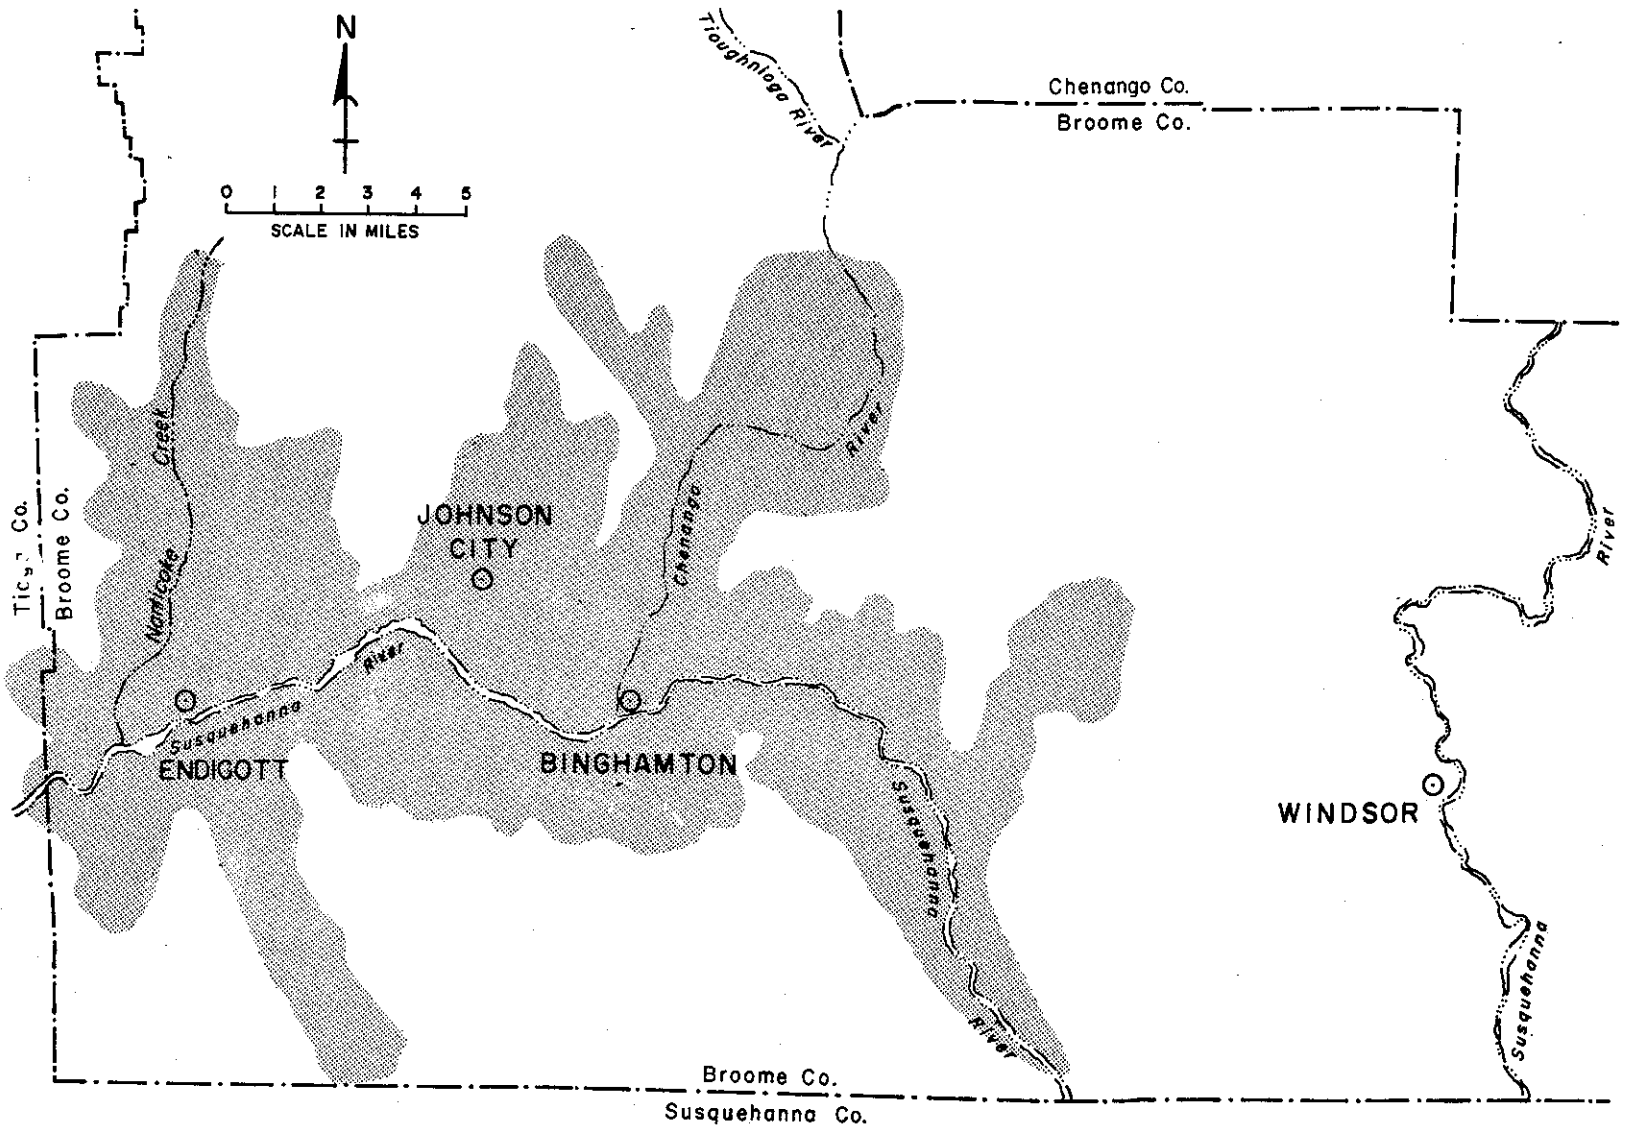 N
0 1 2 3 4 5
SCALE IN MILES
Tioughnioga River
Chenango Co.
Broome Co.
Nanticoke Creek
Co.
Broome Co.
JOHNSON
CITY
Chenango River
River
Susquehanna River
ENDICOTT
BINGHAMTON
Susquehanna River
WINDSOR
Susquehanna
Broome Co.
Susquehanna Co.